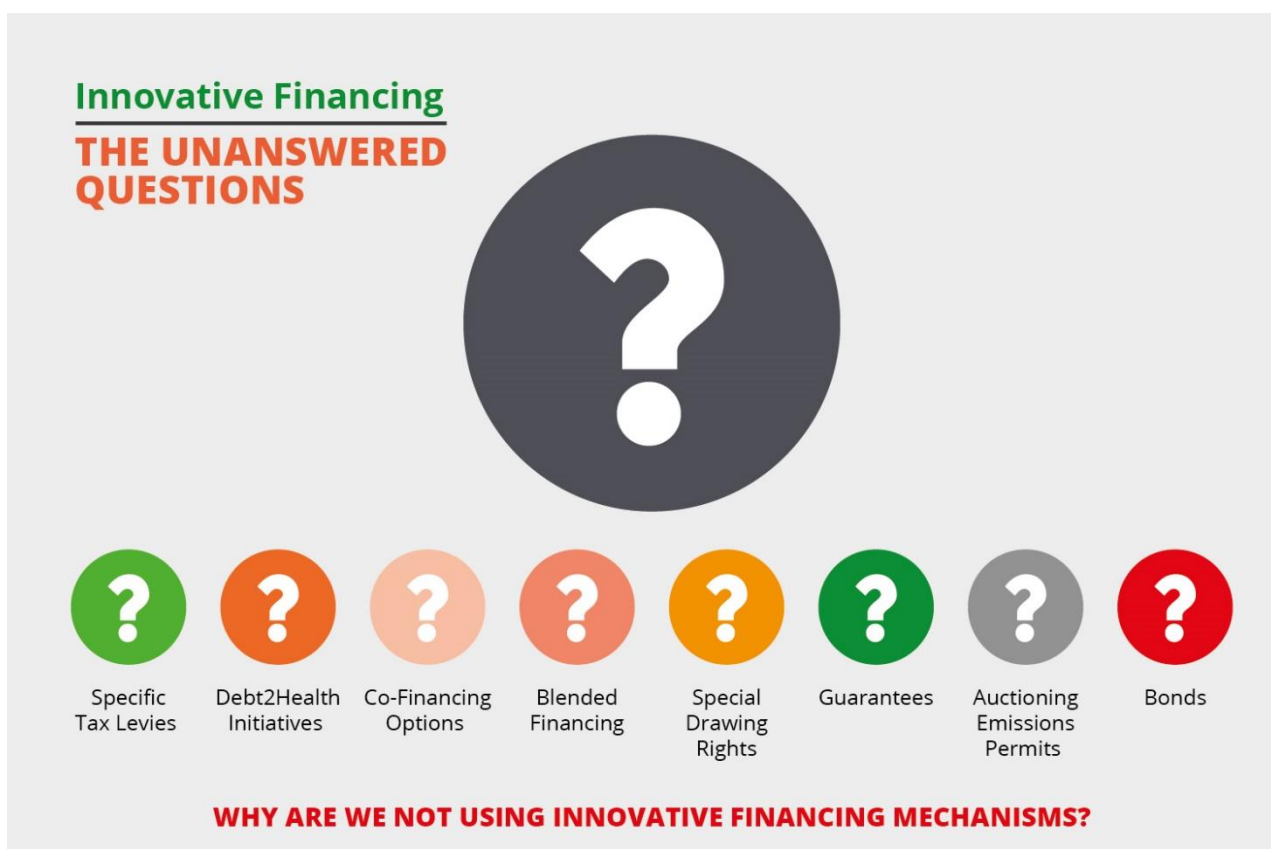 Innovative Financing
THE UNANSWERED
QUESTIONS
?
? ? ? ? ? ? ? ?
Specific
Tax Levies
Debt2Health
Initiatives
Co-Financing
Options
Blended
Financing
Special
Drawing
Rights
Guarantees
Auctioning
Emissions
Permits
Bonds
WHY ARE WE NOT USING INNOVATIVE FINANCING MECHANISMS?